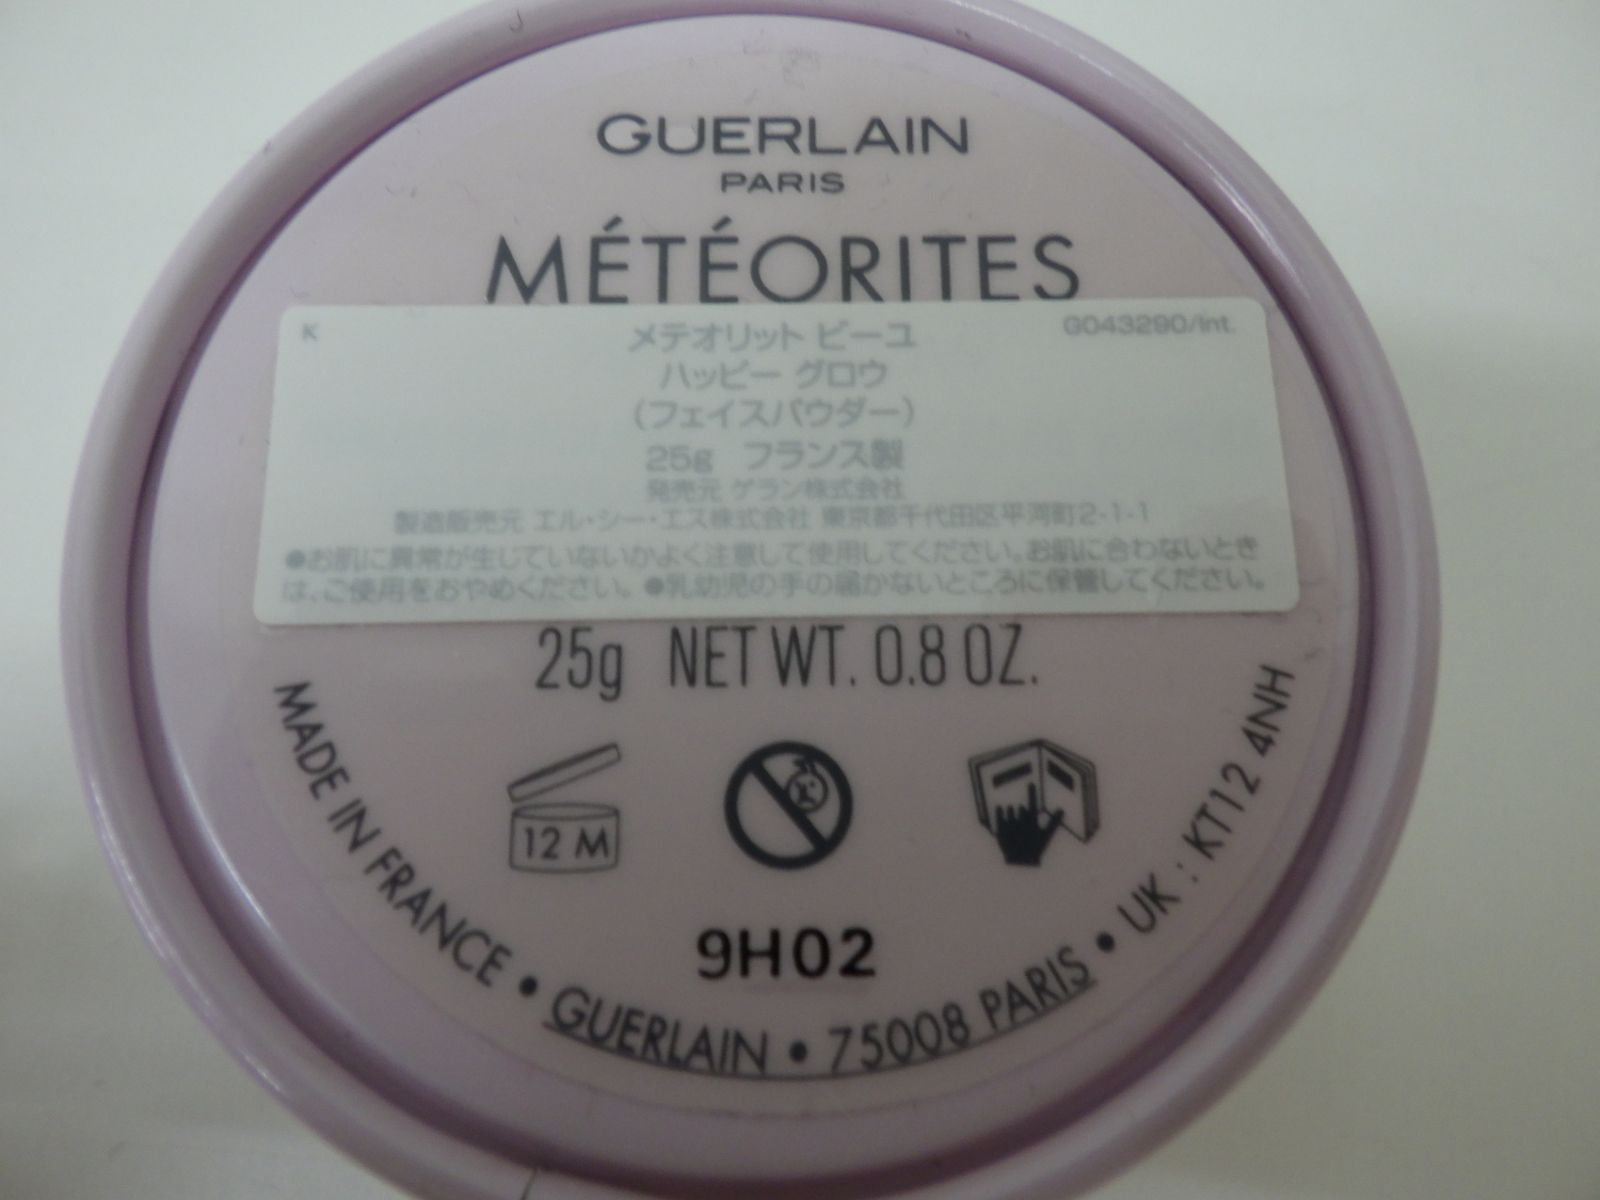 GUERLAIN
PARIS
MÉTÉORITES
K
G043290/Int.
メテオリット ビーユ
ハッピー グロウ
（フェイスパウダー）
25g フランス製
発売元 ゲラン株式会社
製造販売元 エル・シー・エス株式会社 東京都千代田区平河町2-1-1
●お肌に異常が生じていないかよく注意して使用してください。お肌に合わないとき
は、ご使用をおやめください。●乳幼児の手の届かないところに保管してください。
25g NET WT. 0.8 OZ.
12 M
9H02
MADE IN FRANCE • GUERLAIN • 75008 PARIS • UK : KT12 4NH